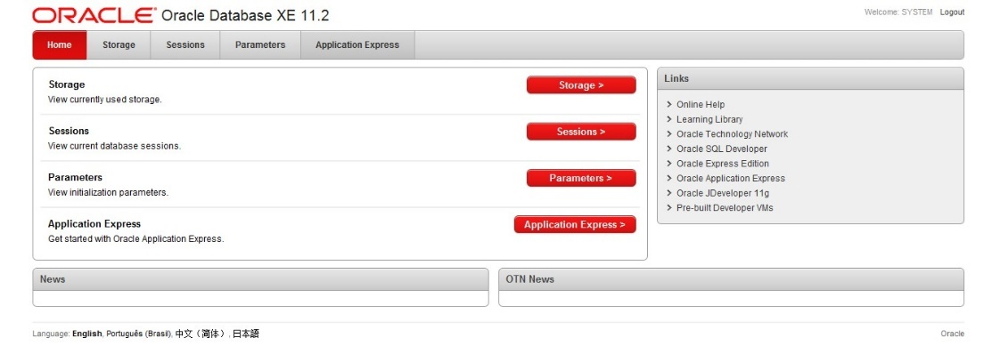 ORACLE® Oracle Database XE 11.2
Welcome: SYSTEM Logout
Home Storage Sessions Parameters Application Express
Storage
View currently used storage.
Storage >
Sessions
View current database sessions.
Sessions >
Parameters
View initialization parameters.
Parameters >
Application Express
Get started with Oracle Application Express.
Application Express >
Links
> Online Help
> Learning Library
> Oracle Technology Network
> Oracle SQL Developer
> Oracle Express Edition
> Oracle Application Express
> Oracle JDeveloper 11g
> Pre-built Developer VMs
News
OTN News
Language: English, Português (Brasil), 中文（简体）, 日本語
Oracle